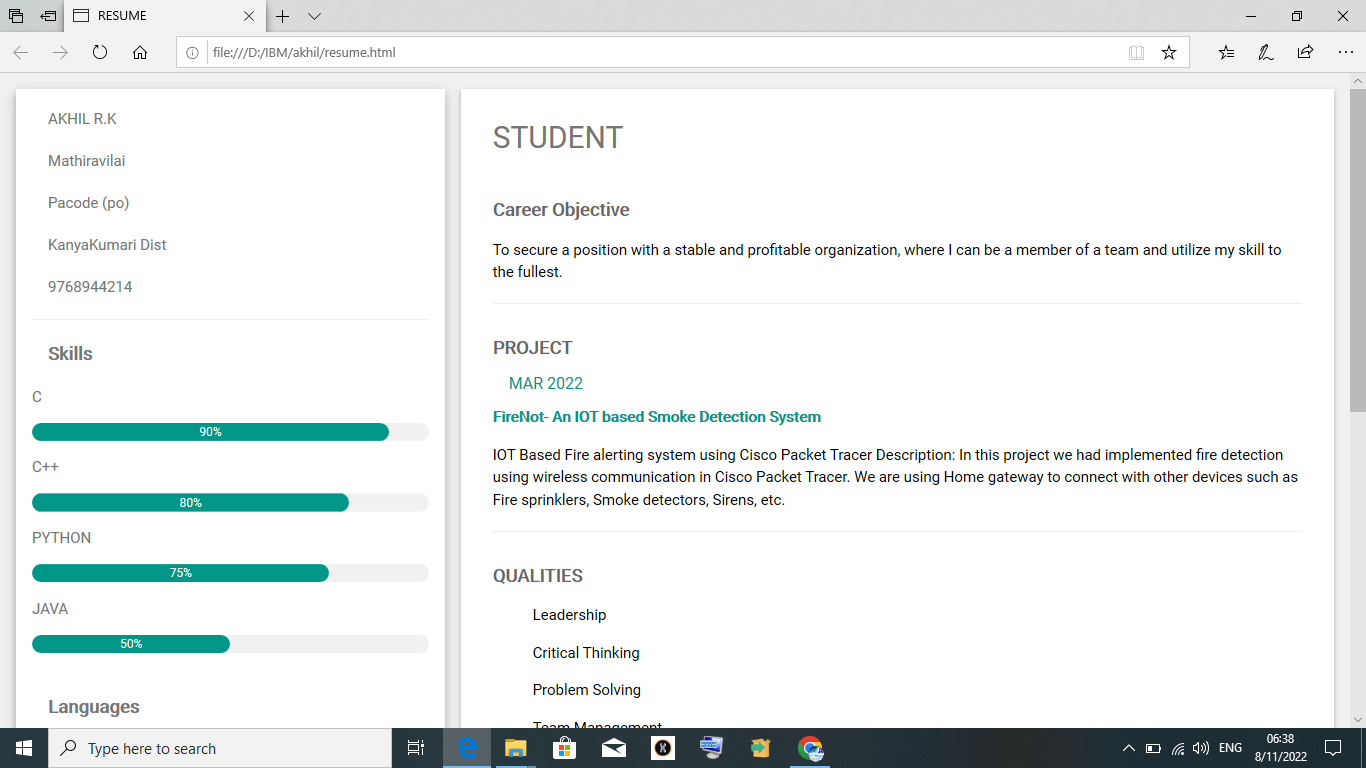 RESUME
file:///D:/IBM/akhil/resume.html
AKHIL R.K
Mathiravilai
Pacode (po)
KanyaKumari Dist
9768944214
Skills
C
90%
C++
80%
PYTHON
75%
JAVA
50%
Languages
STUDENT
Career Objective
To secure a position with a stable and profitable organization, where I can be a member of a team and utilize my skill to
the fullest.
PROJECT
MAR 2022
FireNot- An IOT based Smoke Detection System
IOT Based Fire alerting system using Cisco Packet Tracer Description: In this project we had implemented fire detection
using wireless communication in Cisco Packet Tracer. We are using Home gateway to connect with other devices such as
Fire sprinklers, Smoke detectors, Sirens, etc.
QUALITIES
Leadership
Critical Thinking
Problem Solving
Team Management
Type here to search
ENG
06:38
8/11/2022